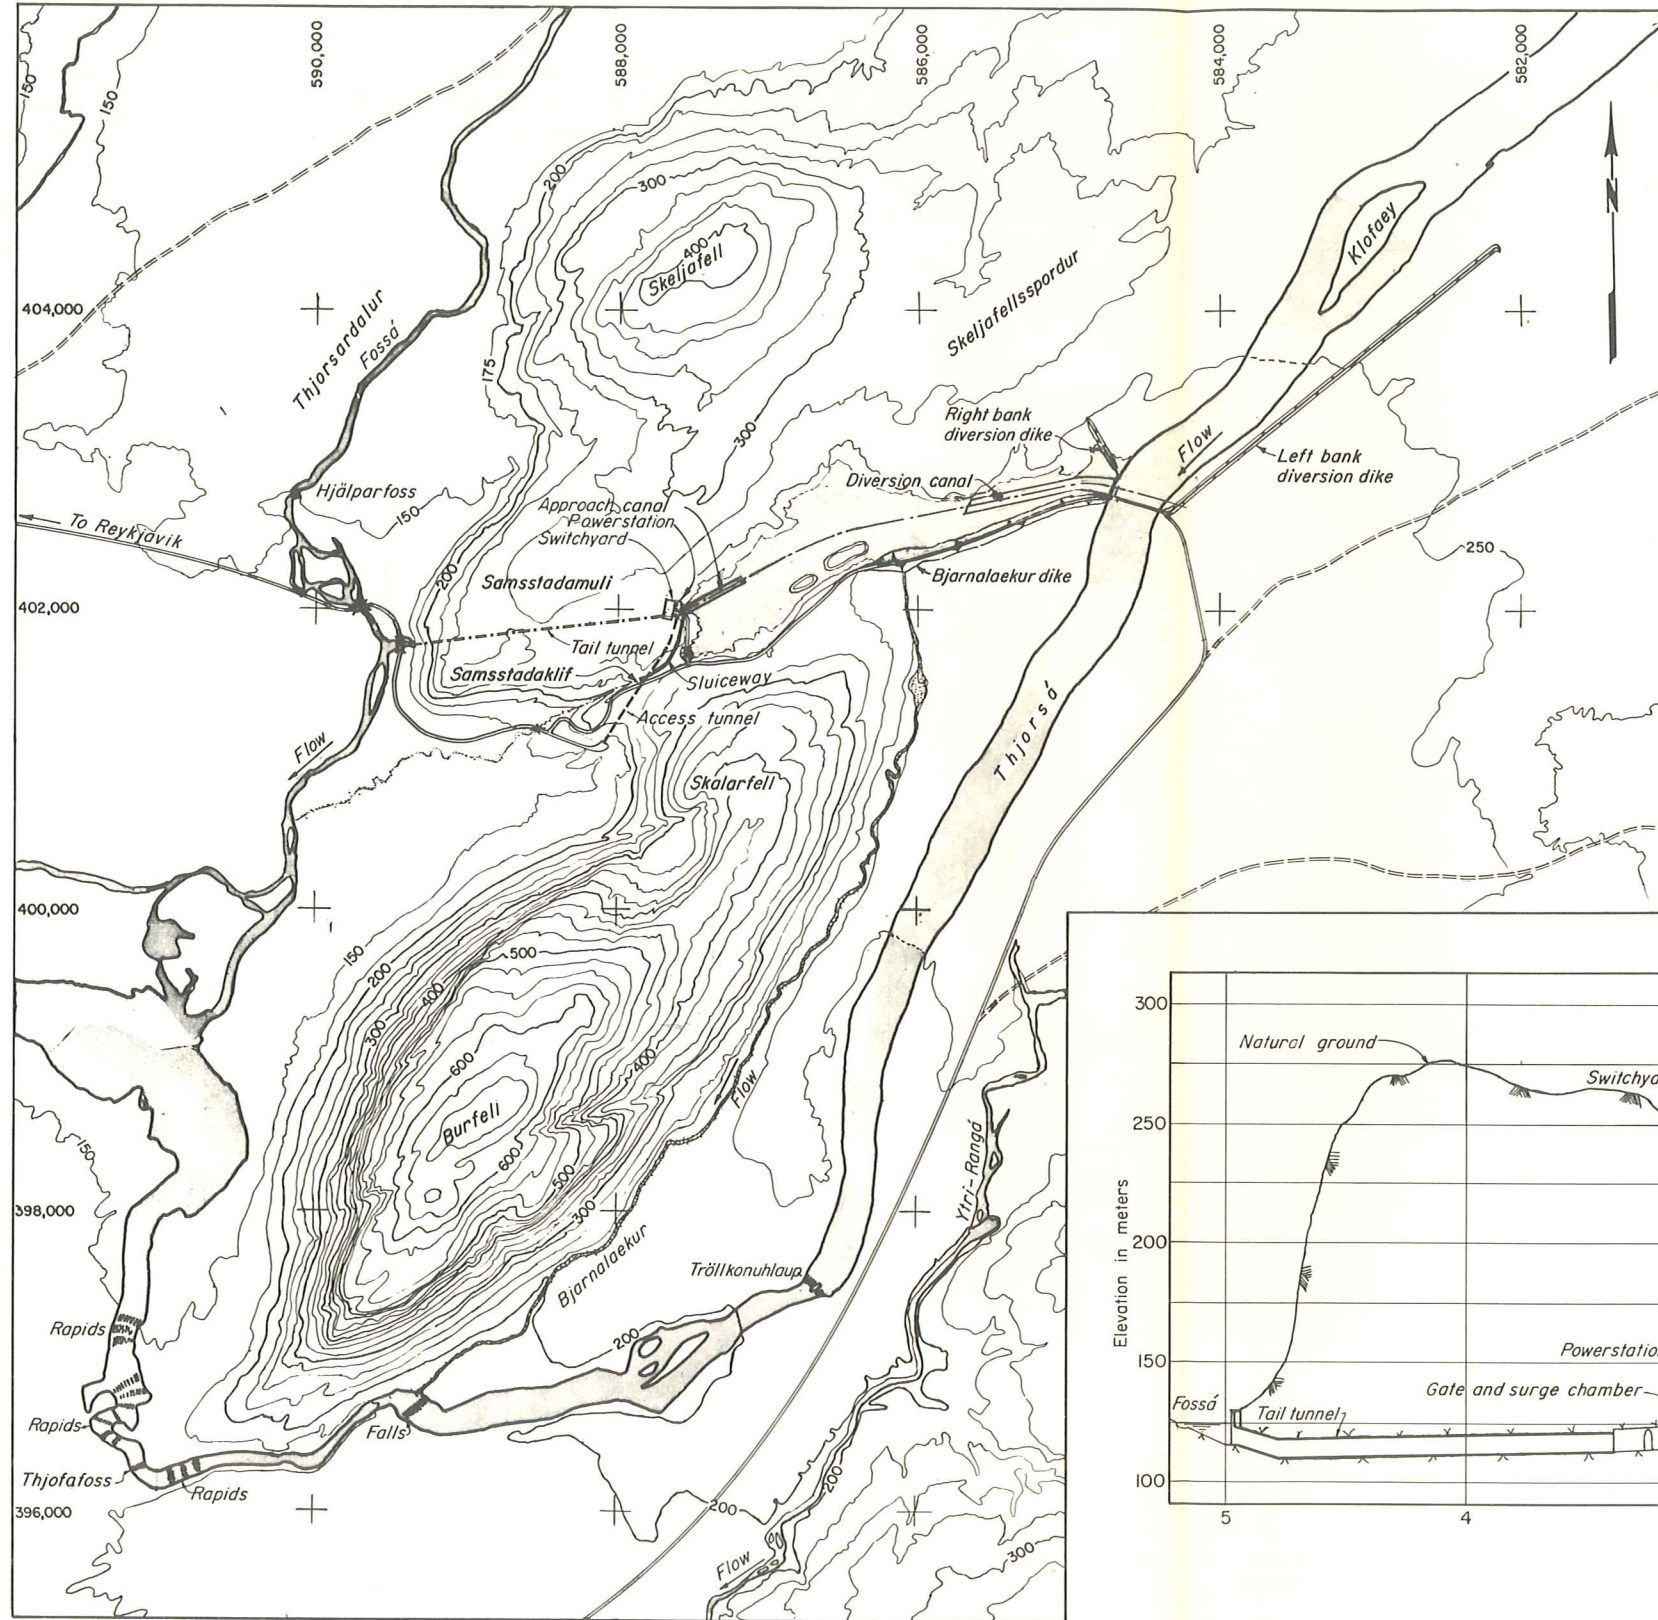 590,000
588,000
586,000
584,000
582,000
150
150
200
300
400
Skeljafell
Klofaey
N
404,000
Thjorsardalur
Fossá
175
Skeljafellsspordur
300
Right bank
diversion dike
Flow
Left bank
diversion dike
Hjälparfoss
150
Diversion canal
Approach canal
Powerstation
Switchyard
To Reykjavik
250
200
Samsstadamuli
Bjarnalaekur dike
402,000
Tail tunnel
Samsstadaklif
Sluiceway
Access tunnel
Flow
Thjorsá
Skalarfell
400,000
150
200
500
400
300
600
400
Flow
Burfell
150
600
500
Ytri-Rangá
398,000
300
Bjarnalaekur
Tröllkonuhlaup
Rapids
200
Rapids
Falls
Thjofafoss
Rapids
396,000
200
200
Flow
300
300
Natural ground
Switchya
250
Elevation in meters
200
150
Powerstatio
Gate and surge chamber
Fossá
Tail tunnel
100
5
4